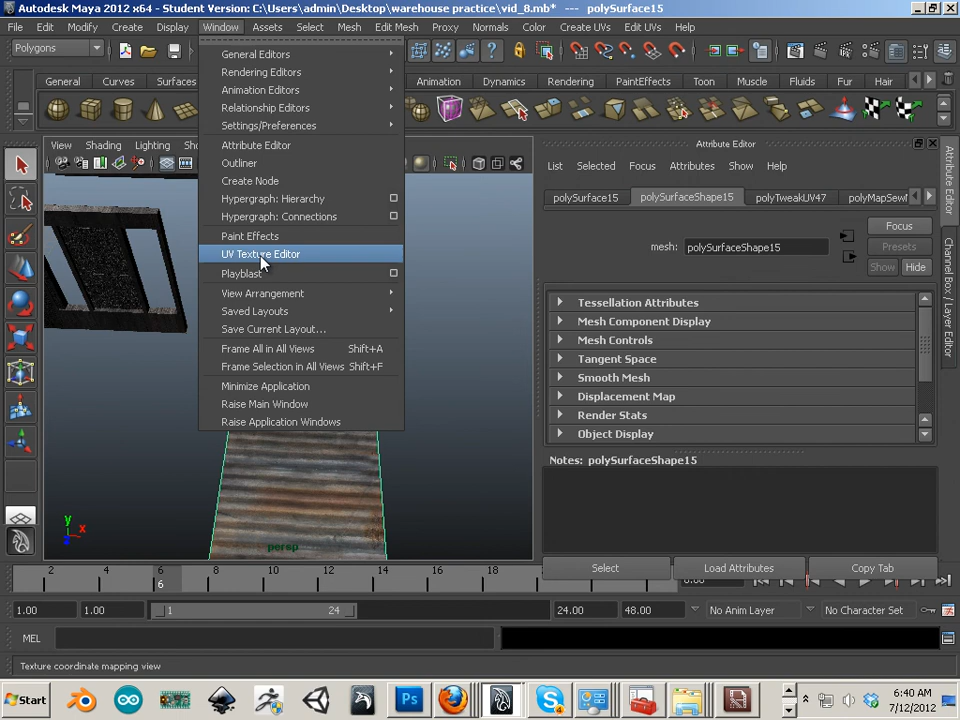 Autodesk Maya 2012 x64 - Student Version: C:\Users\admin\Desktop\warehouse practice\vid_8.mb*  ---  polySurface15
File Edit Modify Create Display Window Assets Select Mesh Edit Mesh Proxy Normals Color Create UVs Edit UVs Help
Polygons
General Curves Surfaces Animation Dynamics Rendering PaintEffects Toon Muscle Fluids Fur Hair
General Editors
Rendering Editors
Animation Editors
Relationship Editors
Settings/Preferences
Attribute Editor
Outliner
Create Node
Hypergraph: Hierarchy
Hypergraph: Connections
Paint Effects
UV Texture Editor
Playblast
View Arrangement
Saved Layouts
Save Current Layout...
Frame All in All Views Shift+A
Frame Selection in All Views Shift+F
Minimize Application
Raise Main Window
Raise Application Windows
View Shading Lighting
y
x
z
persp
Attribute Editor
List Selected Focus Attributes Show Help
polySurface15 polySurfaceShape15 polyTweakUV47
mesh: polySurfaceShape15
Focus
Presets
Show Hide
Tessellation Attributes
Mesh Component Display
Mesh Controls
Tangent Space
Smooth Mesh
Displacement Map
Render Stats
Object Display
Notes: polySurfaceShape15
Select Load Attributes Copy Tab
Attribute Editor
Channel Box / Layer Editor
2 4 6 8 10 12 14 16 18
6
1.00 1.00 1 24 24.00 48.00 No Anim Layer No Character Set
MEL
Texture coordinate mapping view
Start
Ps
6:40 AM
7/12/2012